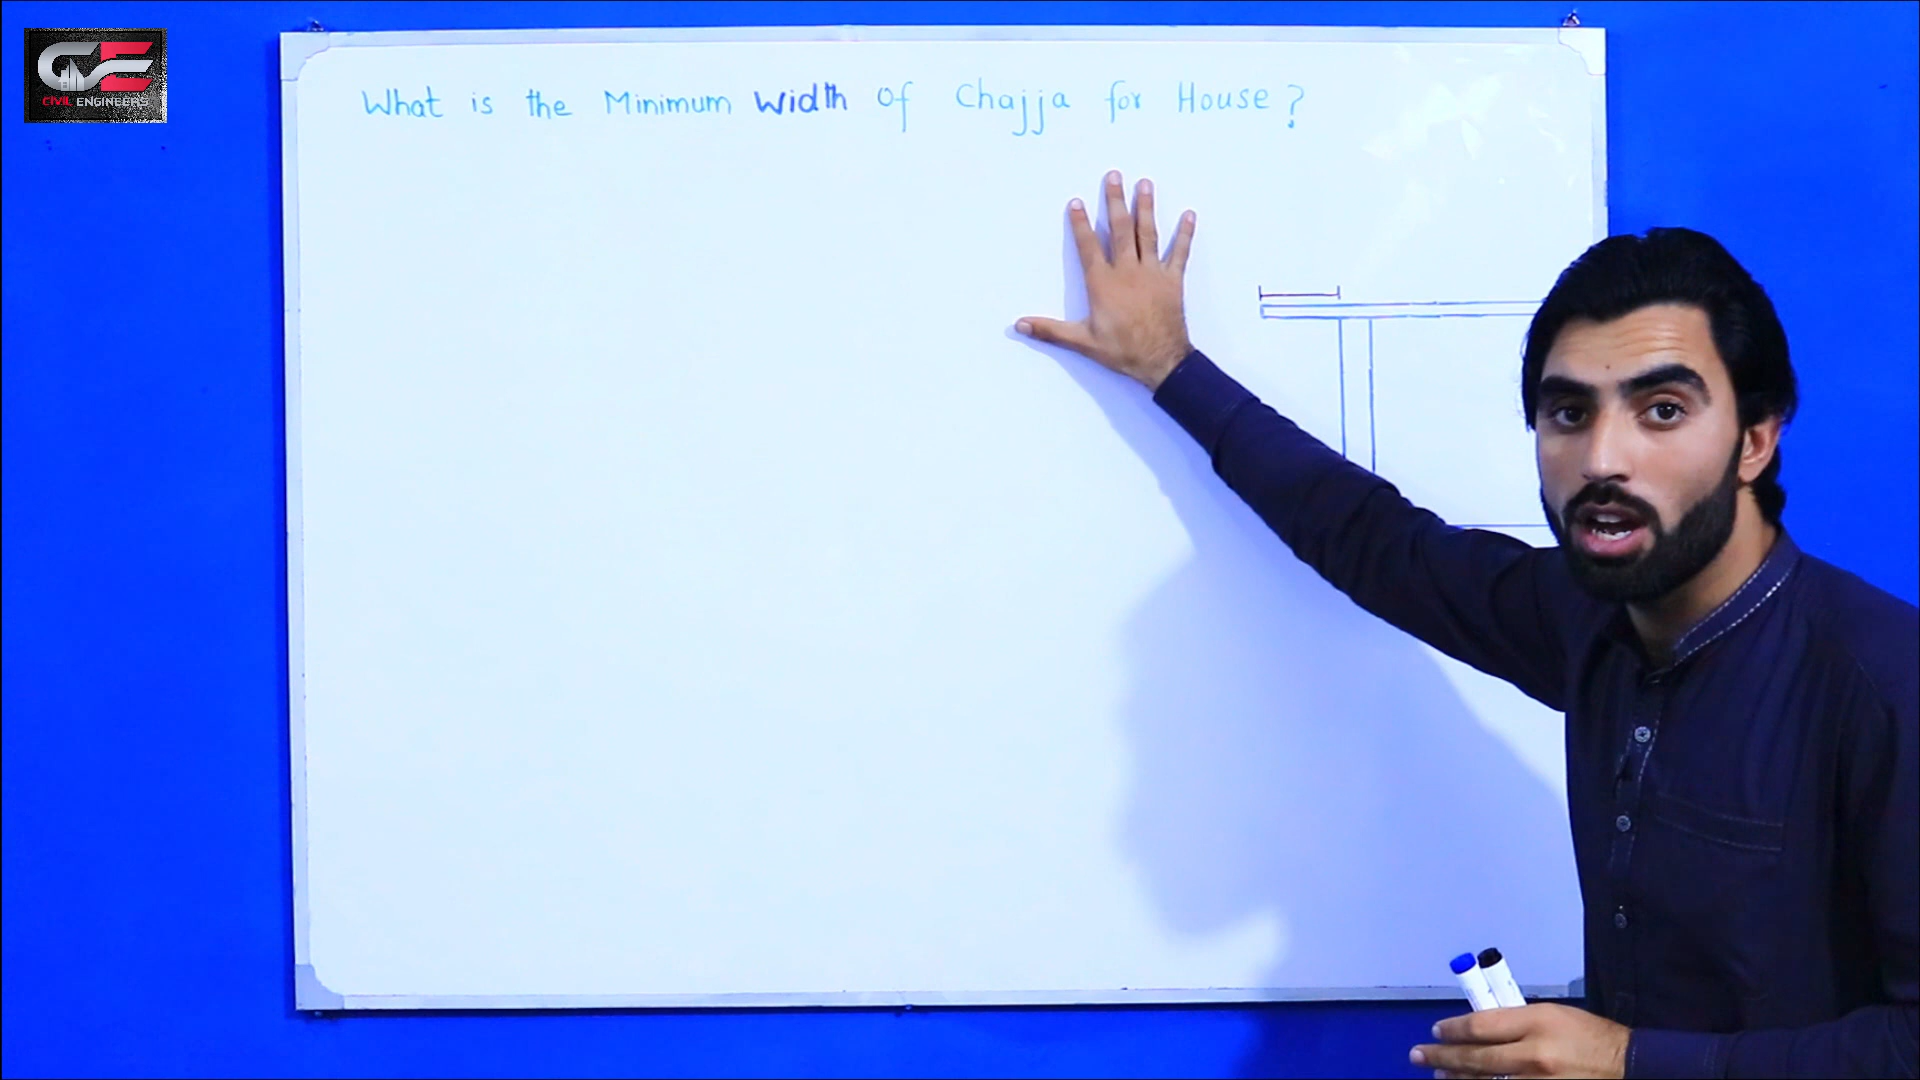 CIVIL ENGINEERS
What is the Minimum Width of Chajja for House?